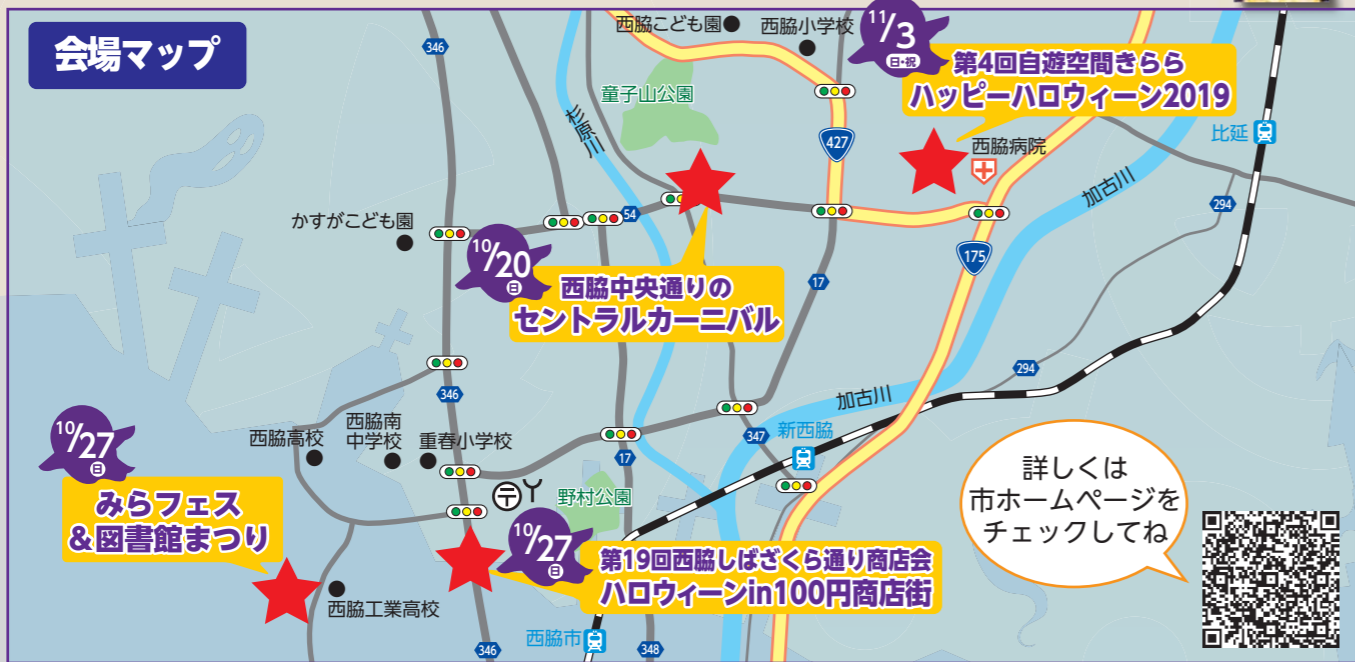 会場マップ
346
西脇こども園
西脇小学校
11/3
日・祝
第4回自遊空間きらら
ハッピーハロウィーン2019
童子山公園
杉原川
427
西脇病院
比延
加古川
294
かすがこども園
54
10/20
日
西脇中央通りの
セントラルカーニバル
175
17
294
346
加古川
10/27
日
西脇高校
西脇南
中学校
重春小学校
347
新西脇
17
みらフェス
&図書館まつり
野村公園
10/27
日
第19回西脇しばざくら通り商店会
ハロウィーンin100円商店街
詳しくは
市ホームページを
チェックしてね
西脇工業高校
西脇市
346
348